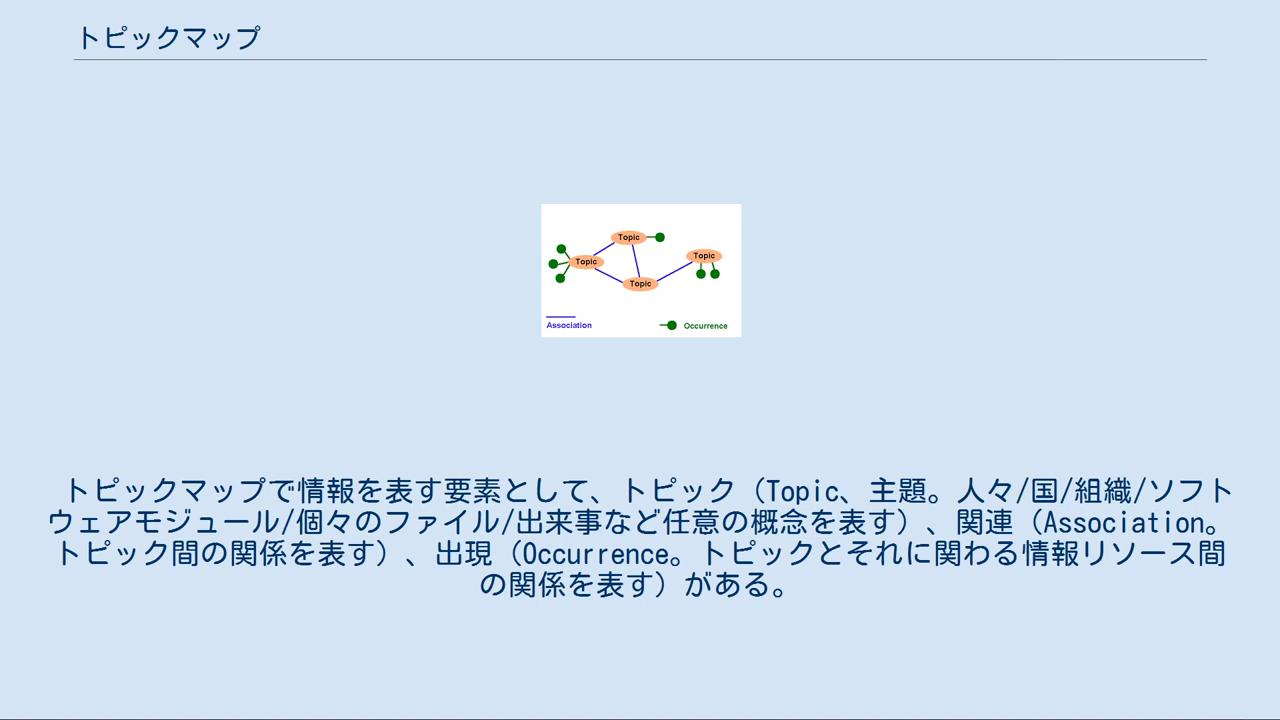 トピックマップ
Topic
Topic
Topic
Topic
Association
Occurrence
トピックマップで情報を表す要素として、トピック（Topic、主題。人々/国/組織/ソフト
ウェアモジュール/個々のファイル/出来事など任意の概念を表す）、関連（Association。
トピック間の関係を表す）、出現（Occurrence。トピックとそれに関わる情報リソース間
の関係を表す）がある。